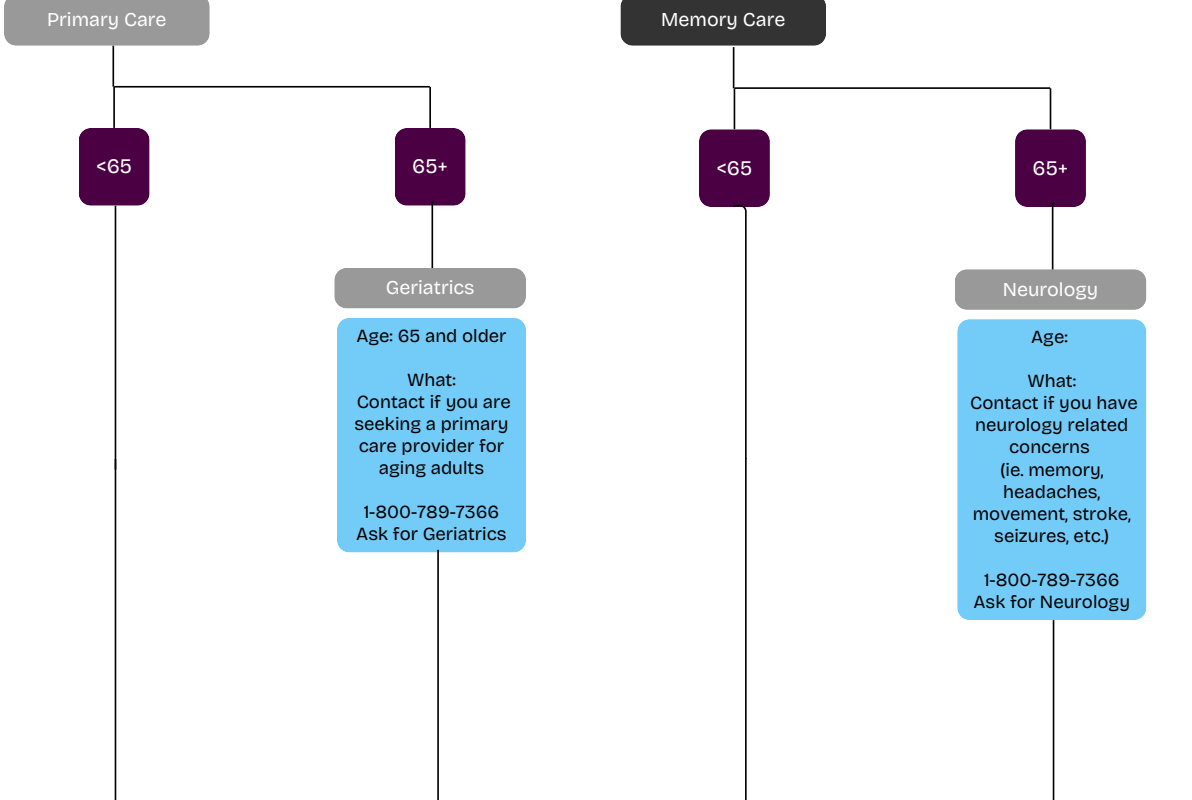 Primary Care
Memory Care
<65
65+
<65
65+
Geriatrics
Neurology
Age: 65 and older
What:
Contact if you are
seeking a primary
care provider for
aging adults
1-800-789-7366
Ask for Geriatrics
Age:
What:
Contact if you have
neurology related
concerns
(ie. memory,
headaches,
movement, stroke,
seizures, etc.)
1-800-789-7366
Ask for Neurology